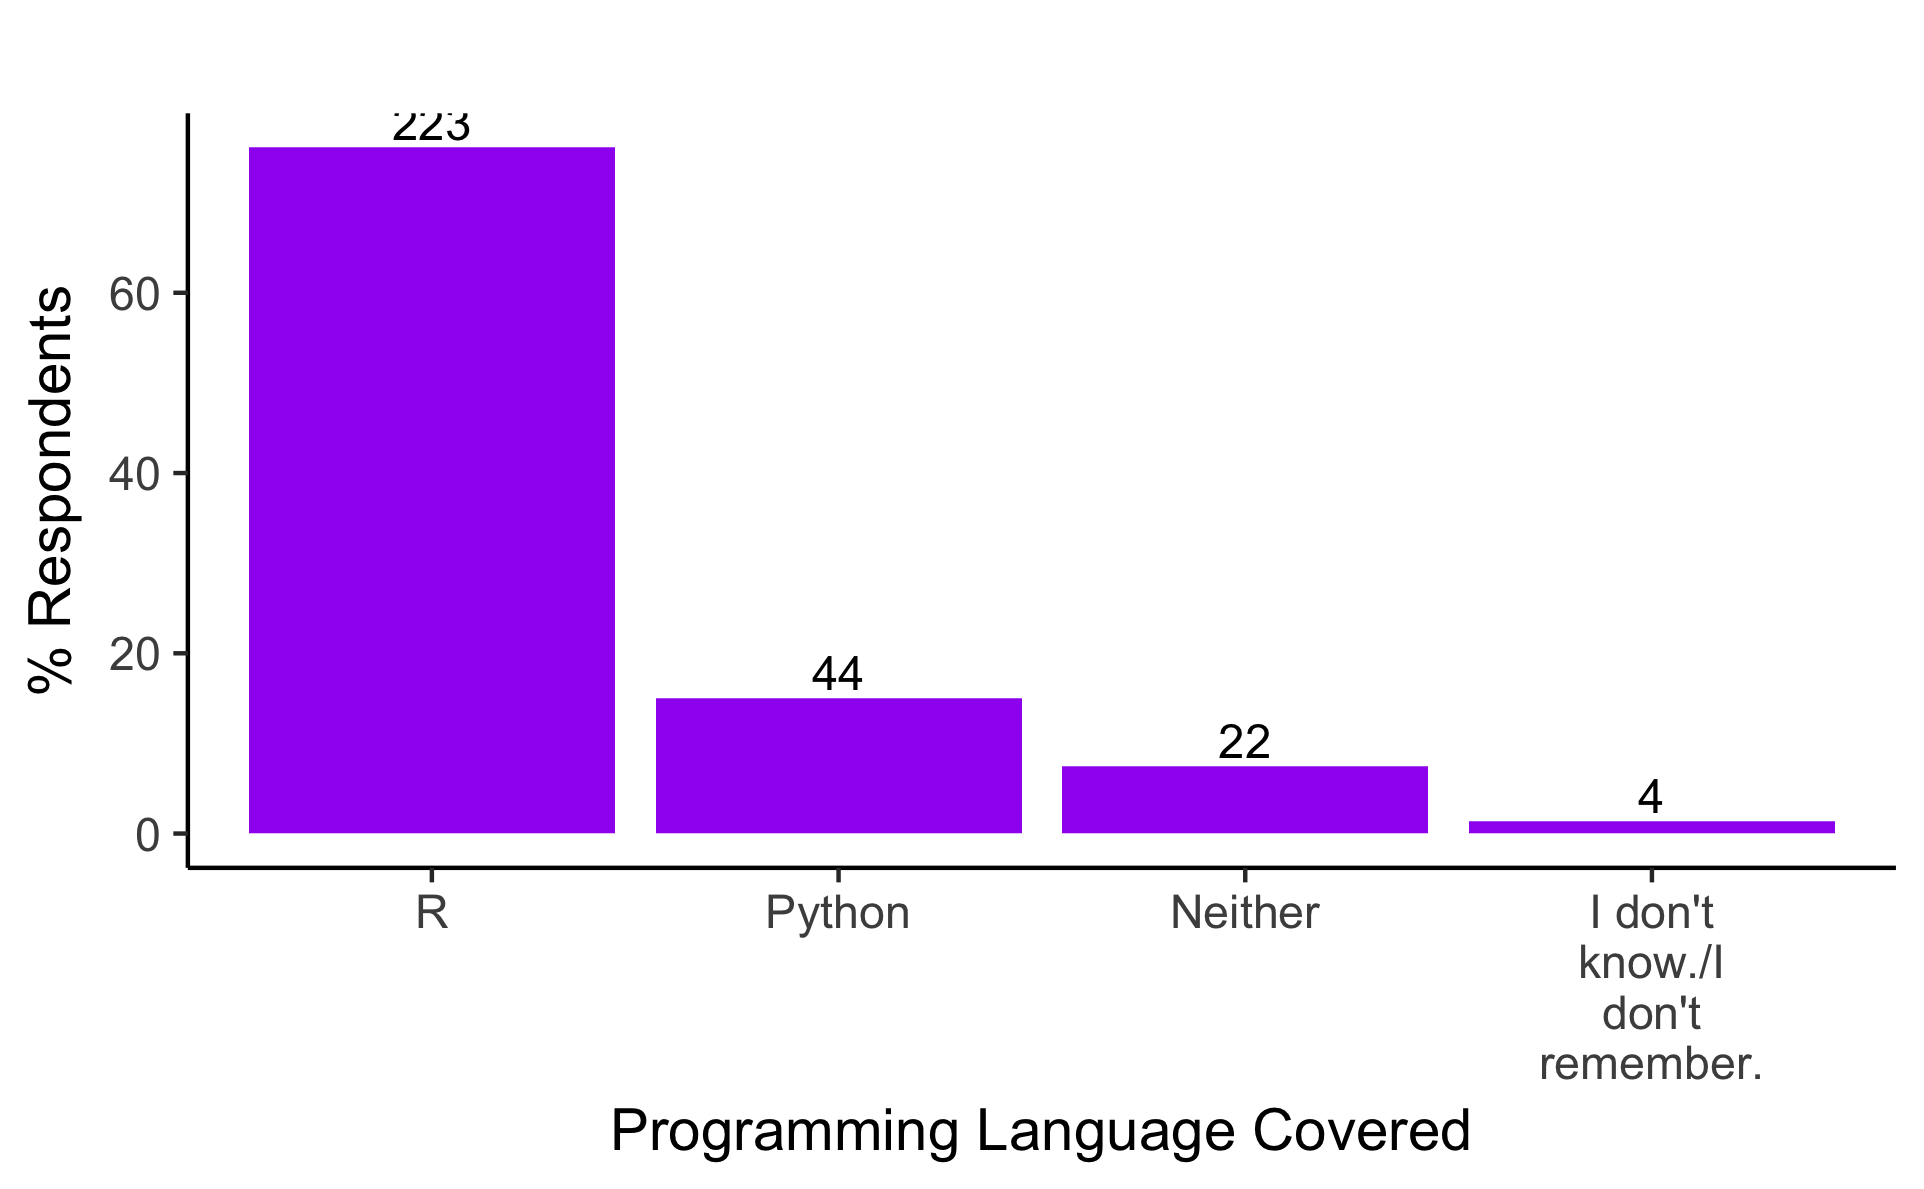 223
60
40
20
0
% Respondents
44
22
4
R
Python
Neither
I don't
know./I
don't
remember.
Programming Language Covered